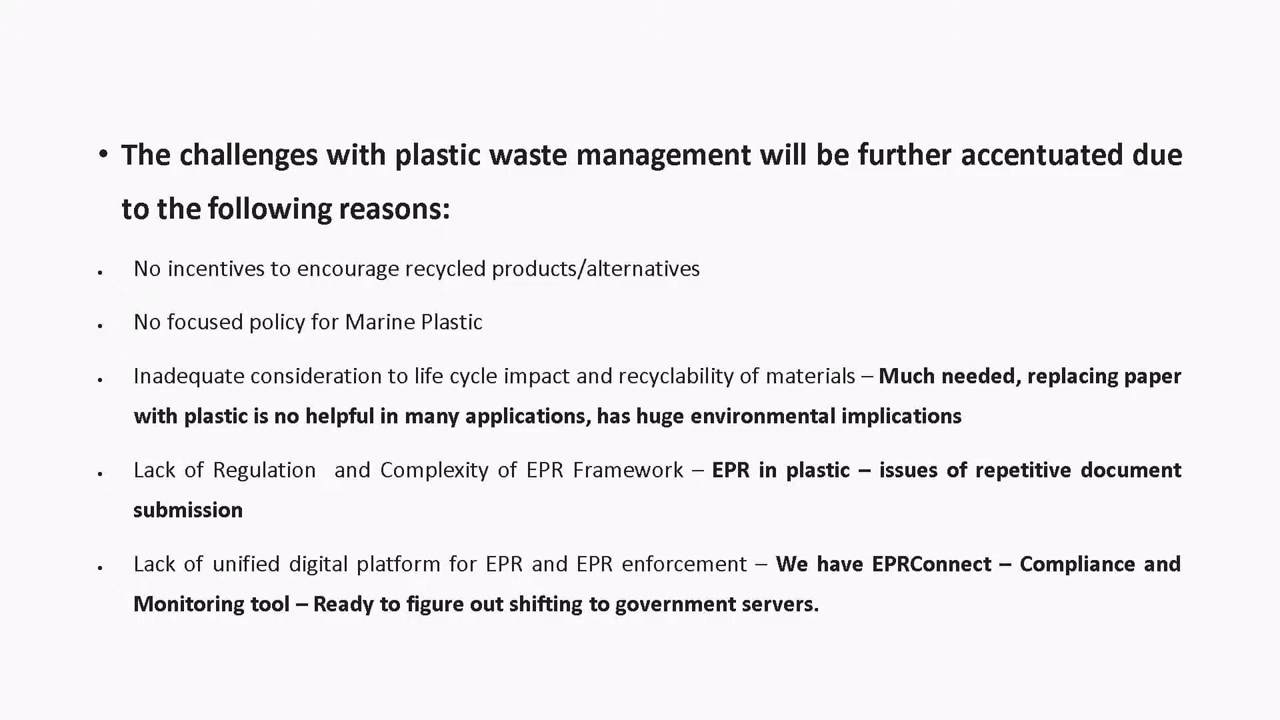 • The challenges with plastic waste management will be further accentuated due
to the following reasons:
• No incentives to encourage recycled products/alternatives
• No focused policy for Marine Plastic
• Inadequate consideration to life cycle impact and recyclability of materials – Much needed, replacing paper
with plastic is no helpful in many applications, has huge environmental implications
• Lack of Regulation  and Complexity of EPR Framework – EPR in plastic – issues of repetitive document
submission
• Lack of unified digital platform for EPR and EPR enforcement – We have EPRConnect – Compliance and
Monitoring tool – Ready to figure out shifting to government servers.